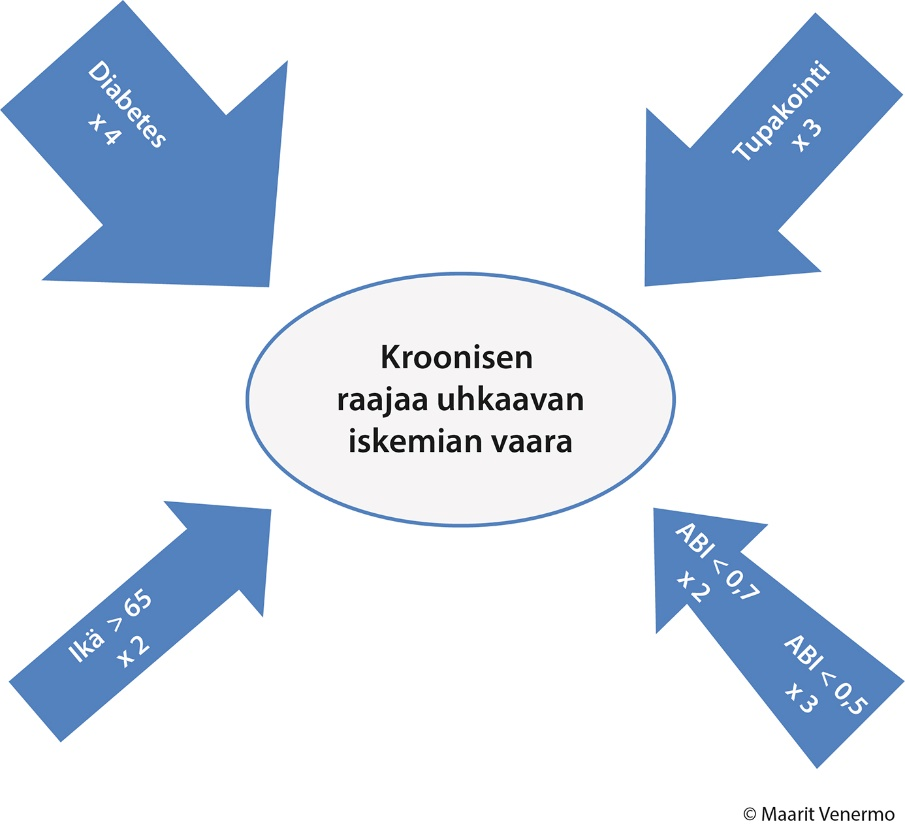 Diabetes
x 4
Tupakointi
x 3
Kroonisen
raajaa uhkaavan
iskemian vaara
Ikä > 65
x 2
ABI < 0,7
x 2
ABI < 0,5
x 3
© Maarit Venermo